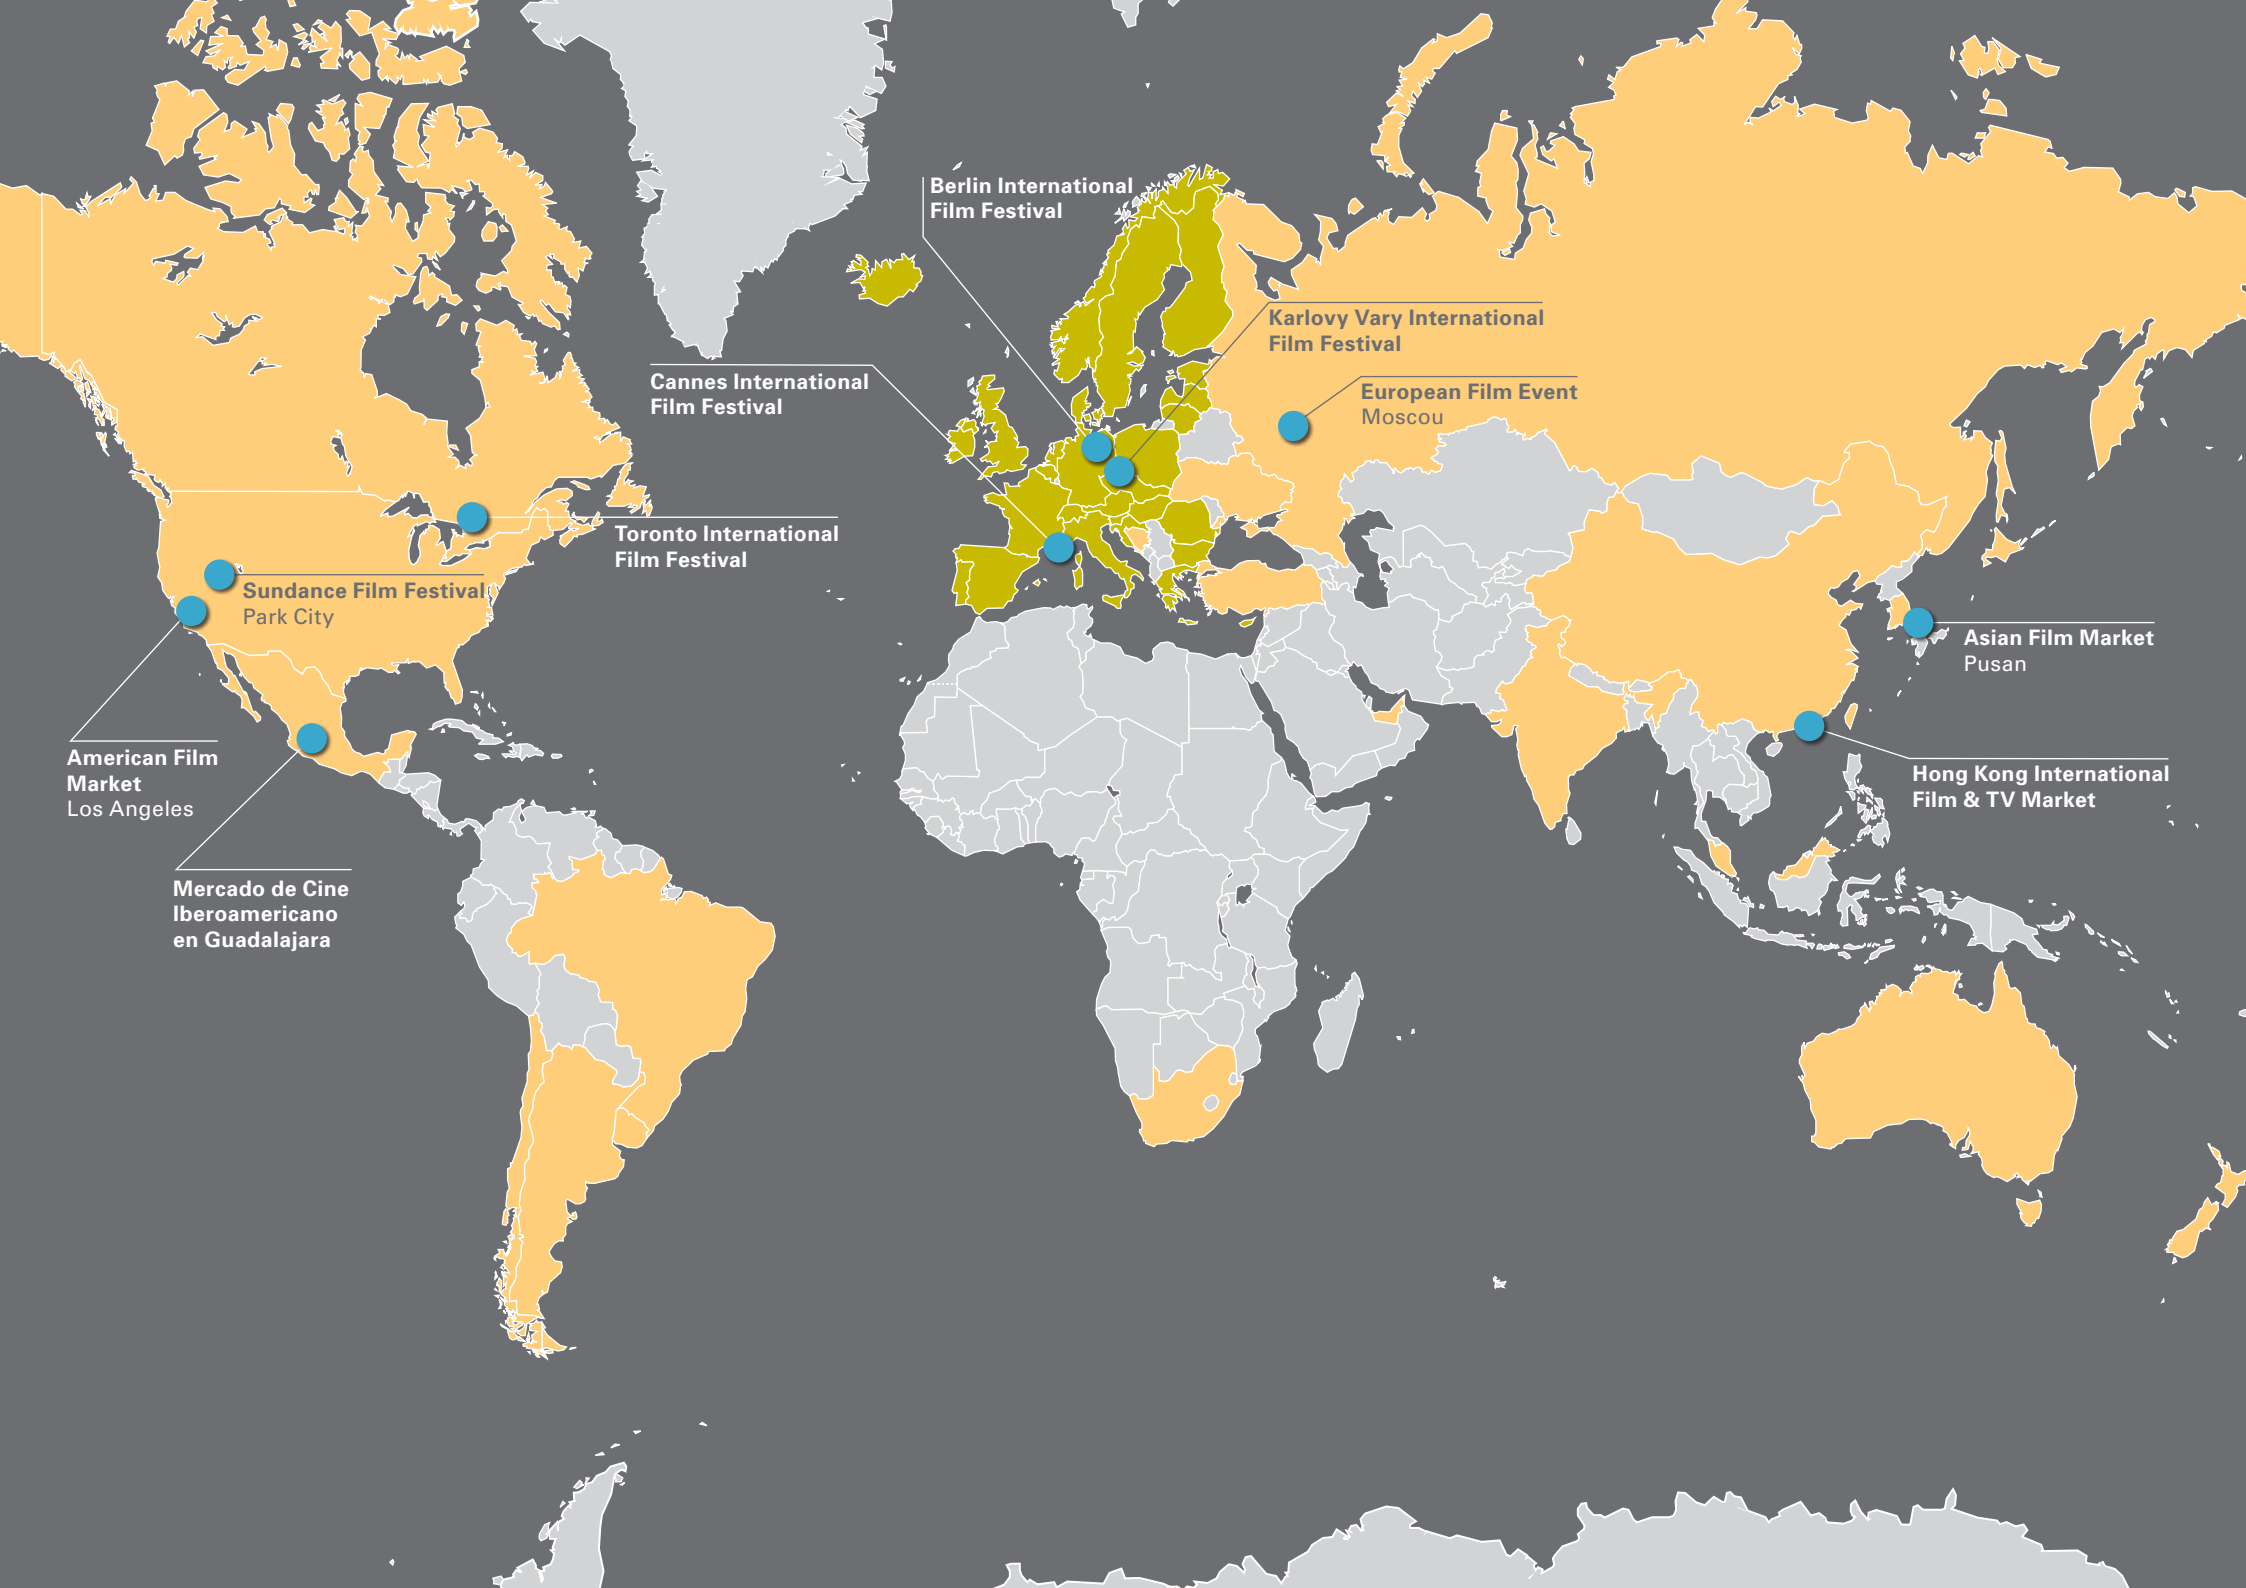 Berlin International
Film Festival
Karlovy Vary International
Film Festival
Cannes International
Film Festival
European Film Event
Moscou
Toronto International
Film Festival
Sundance Film Festival
Park City
Asian Film Market
Pusan
American Film
Market
Los Angeles
Hong Kong International
Film & TV Market
Mercado de Cine
Iberoamericano
en Guadalajara